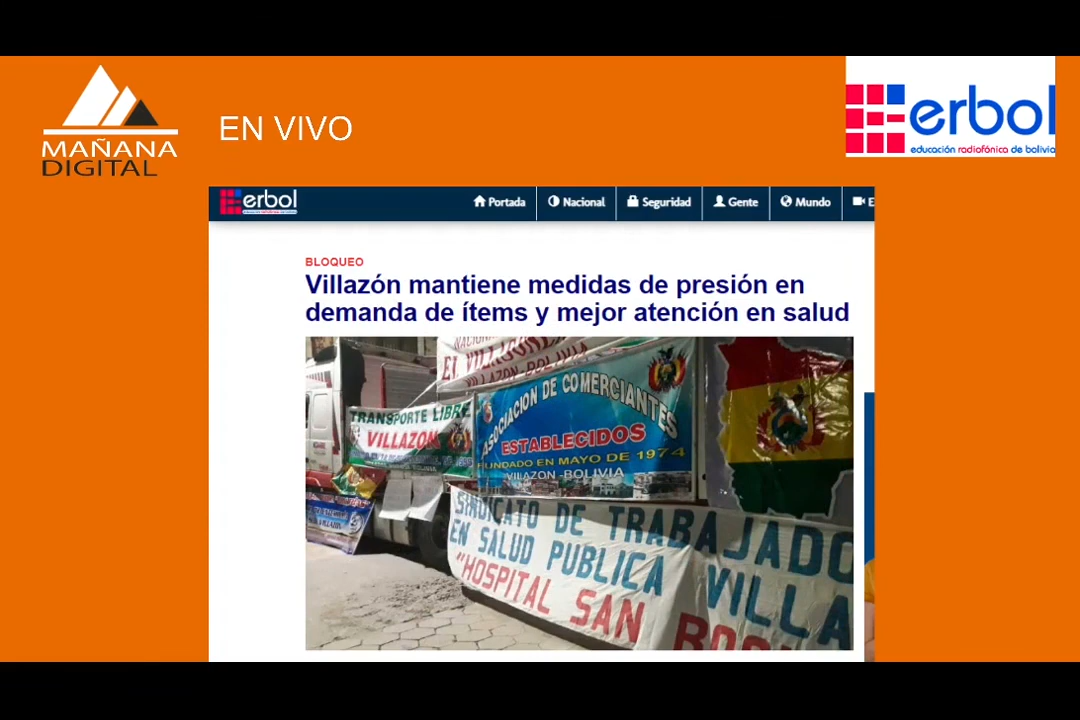 MAÑANA
DIGITAL
EN VIVO
erbol
educación radiofónica de bolivia
erbol
Portada
Nacional
Seguridad
Gente
Mundo
E
BLOQUEO
Villazón mantiene medidas de presión en
demanda de ítems y mejor atención en salud
VILLAZON-BOLIVIA
TRANSPORTE LIBRE
VILLAZON
ASOCIACION DE COMERCIANTES
ESTABLECIDOS
FUNDADO EN MAYO DE 1974
VILLAZON-BOLIVIA
SINDICATO DE TRABAJADO
EN SALUD PUBLICA VILLA
"HOSPITAL SAN